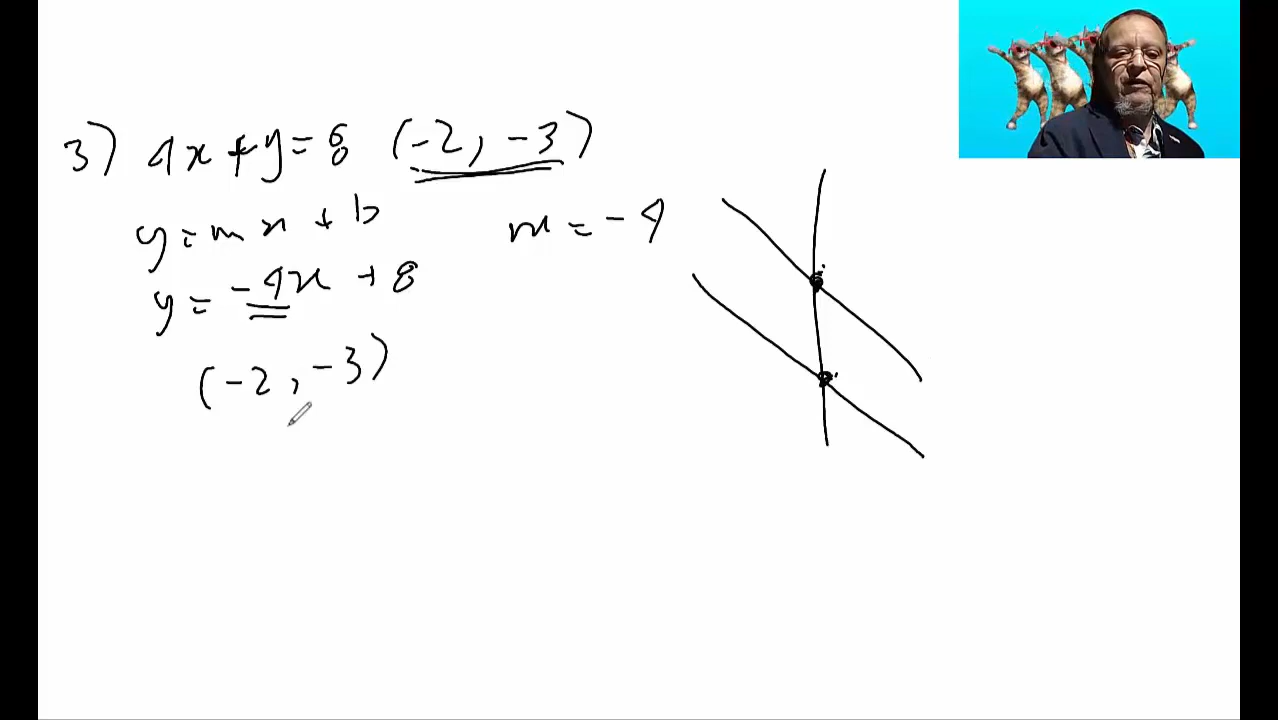 3) 4x + y = 8 (-2, -3)
y = mx + b
m = -4
y = -4x + 8
(-2, -3)